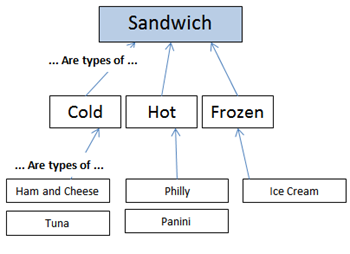 Sandwich
... Are types of ...
Cold
Hot
Frozen
... Are types of ...
Ham and Cheese
Philly
Ice Cream
Tuna
Panini